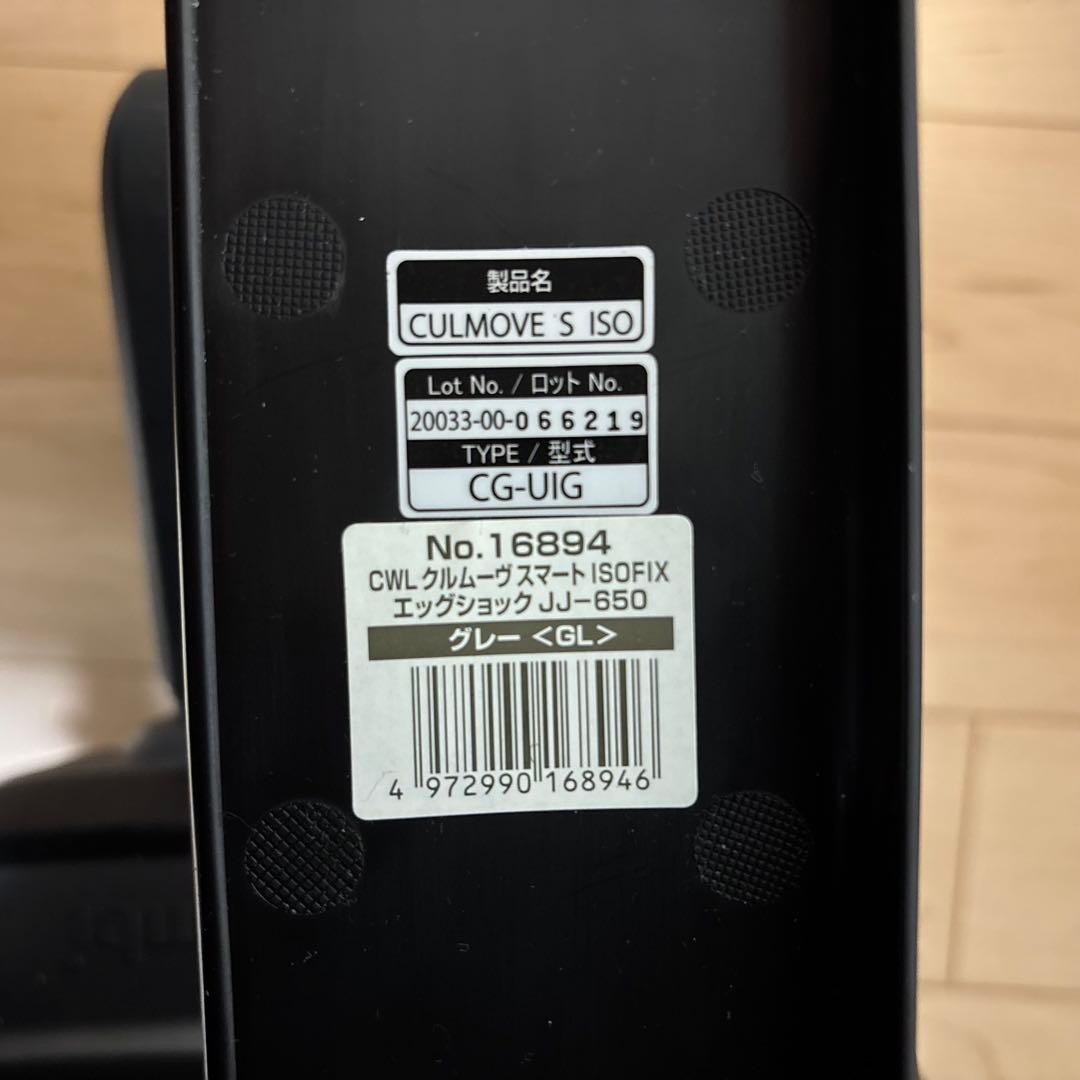 製品名
CULMOVE S ISO
Lot No. / ロット No.
20033-00-066219
TYPE / 型式
CG-UIG
No.16894
CWL クルムーヴ スマート ISOFIX
エッグショック JJ-650
グレー <GL>
4 972990 168946